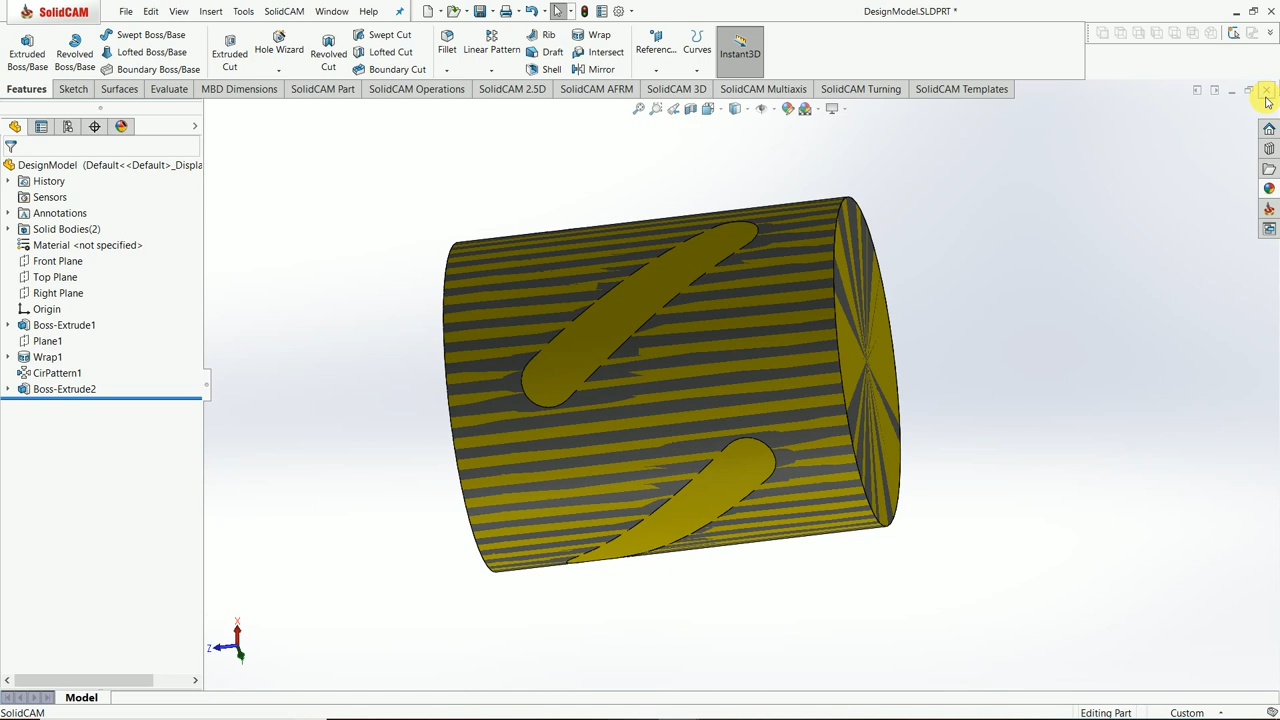 SolidCAM File Edit View Insert Tools SolidCAM Window Help DesignModel.SLDPRT *
Extruded Boss/Base
Revolved Boss/Base
Swept Boss/Base
Lofted Boss/Base
Boundary Boss/Base
Extruded Cut
Hole Wizard
Revolved Cut
Swept Cut
Lofted Cut
Boundary Cut
Fillet
Linear Pattern
Rib
Draft
Shell
Wrap
Intersect
Mirror
Referenc...
Curves
Instant3D
Features Sketch Surfaces Evaluate MBD Dimensions SolidCAM Part SolidCAM Operations SolidCAM 2.5D SolidCAM AFRM SolidCAM 3D SolidCAM Multiaxis SolidCAM Turning SolidCAM Templates
DesignModel (Default<<Default>_Displa
History
Sensors
Annotations
Solid Bodies(2)
Material <not specified>
Front Plane
Top Plane
Right Plane
Origin
Boss-Extrude1
Plane1
Wrap1
CirPattern1
Boss-Extrude2
X
Z
Y
Model
SolidCAM Editing Part Custom